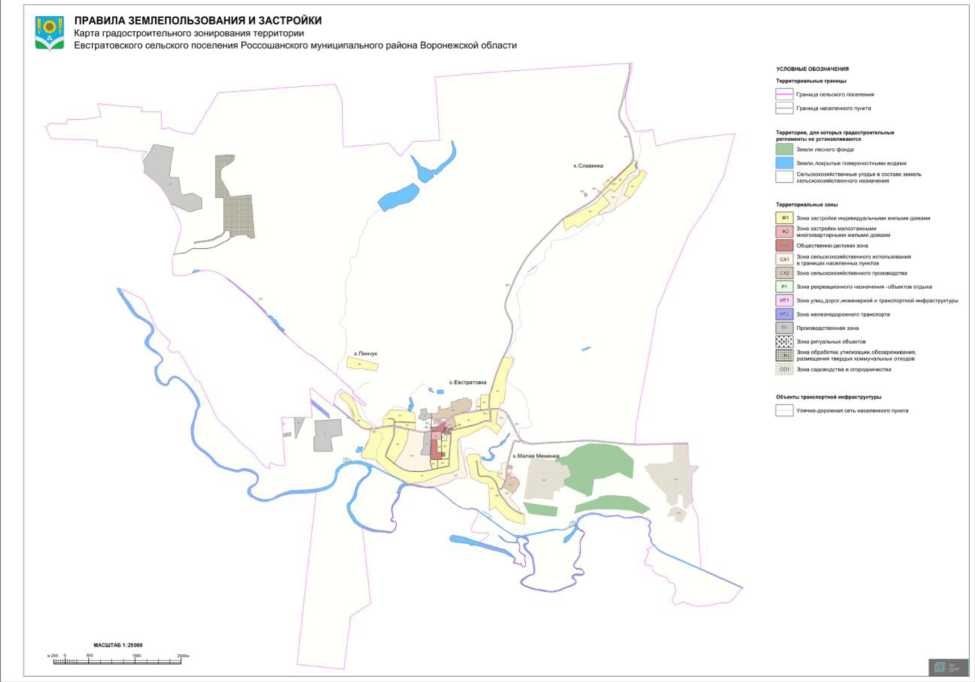 ПРАВИЛА ЗЕМЛЕПОЛЬЗОВАНИЯ И ЗАСТРОЙКИ
Карта градостроительного зонирования территории
Евстратовского сельского поселения Россошанского муниципального района Воронежской области
УСЛОВНЫЕ ОБОЗНАЧЕНИЯ
Территориальные границы
Граница сельского поселения
Граница населенного пункта
Территории, для которых градостроительные
регламенты не устанавливаются
Земли лесного фонда
Земли, покрытые поверхностными водами
Сельскохозяйственные угодья в составе земель
сельскохозяйственного назначения
Территориальные зоны
Ж1 Зона застройки индивидуальными жилыми домами
Ж2 Зона застройки малоэтажными
многоквартирными жилыми домами
Общественно-деловая зона
СХ1 Зона сельскохозяйственного использования
в границах населенных пунктов
СХ2 Зона сельскохозяйственного производства
Р1 Зона рекреационного назначения -объектов отдыха
ИТ1 Зона улиц,дорог,инженерной и транспортной инфраструктуры
ИТ2 Зона железнодорожного транспорта
Производственная зона
Зона ритуальных объектов
Зона обработки, утилизации, обезвреживания,
размещения твердых коммунальных отходов
СО1 Зона садоводства и огородничества
Объекты транспортной инфраструктуры
Улично-дорожная сеть населенного пункта
х.Славянка
х.Пинчук
с.Евстратовка
х.Малая Меженка
МАСШТАБ 1:25000